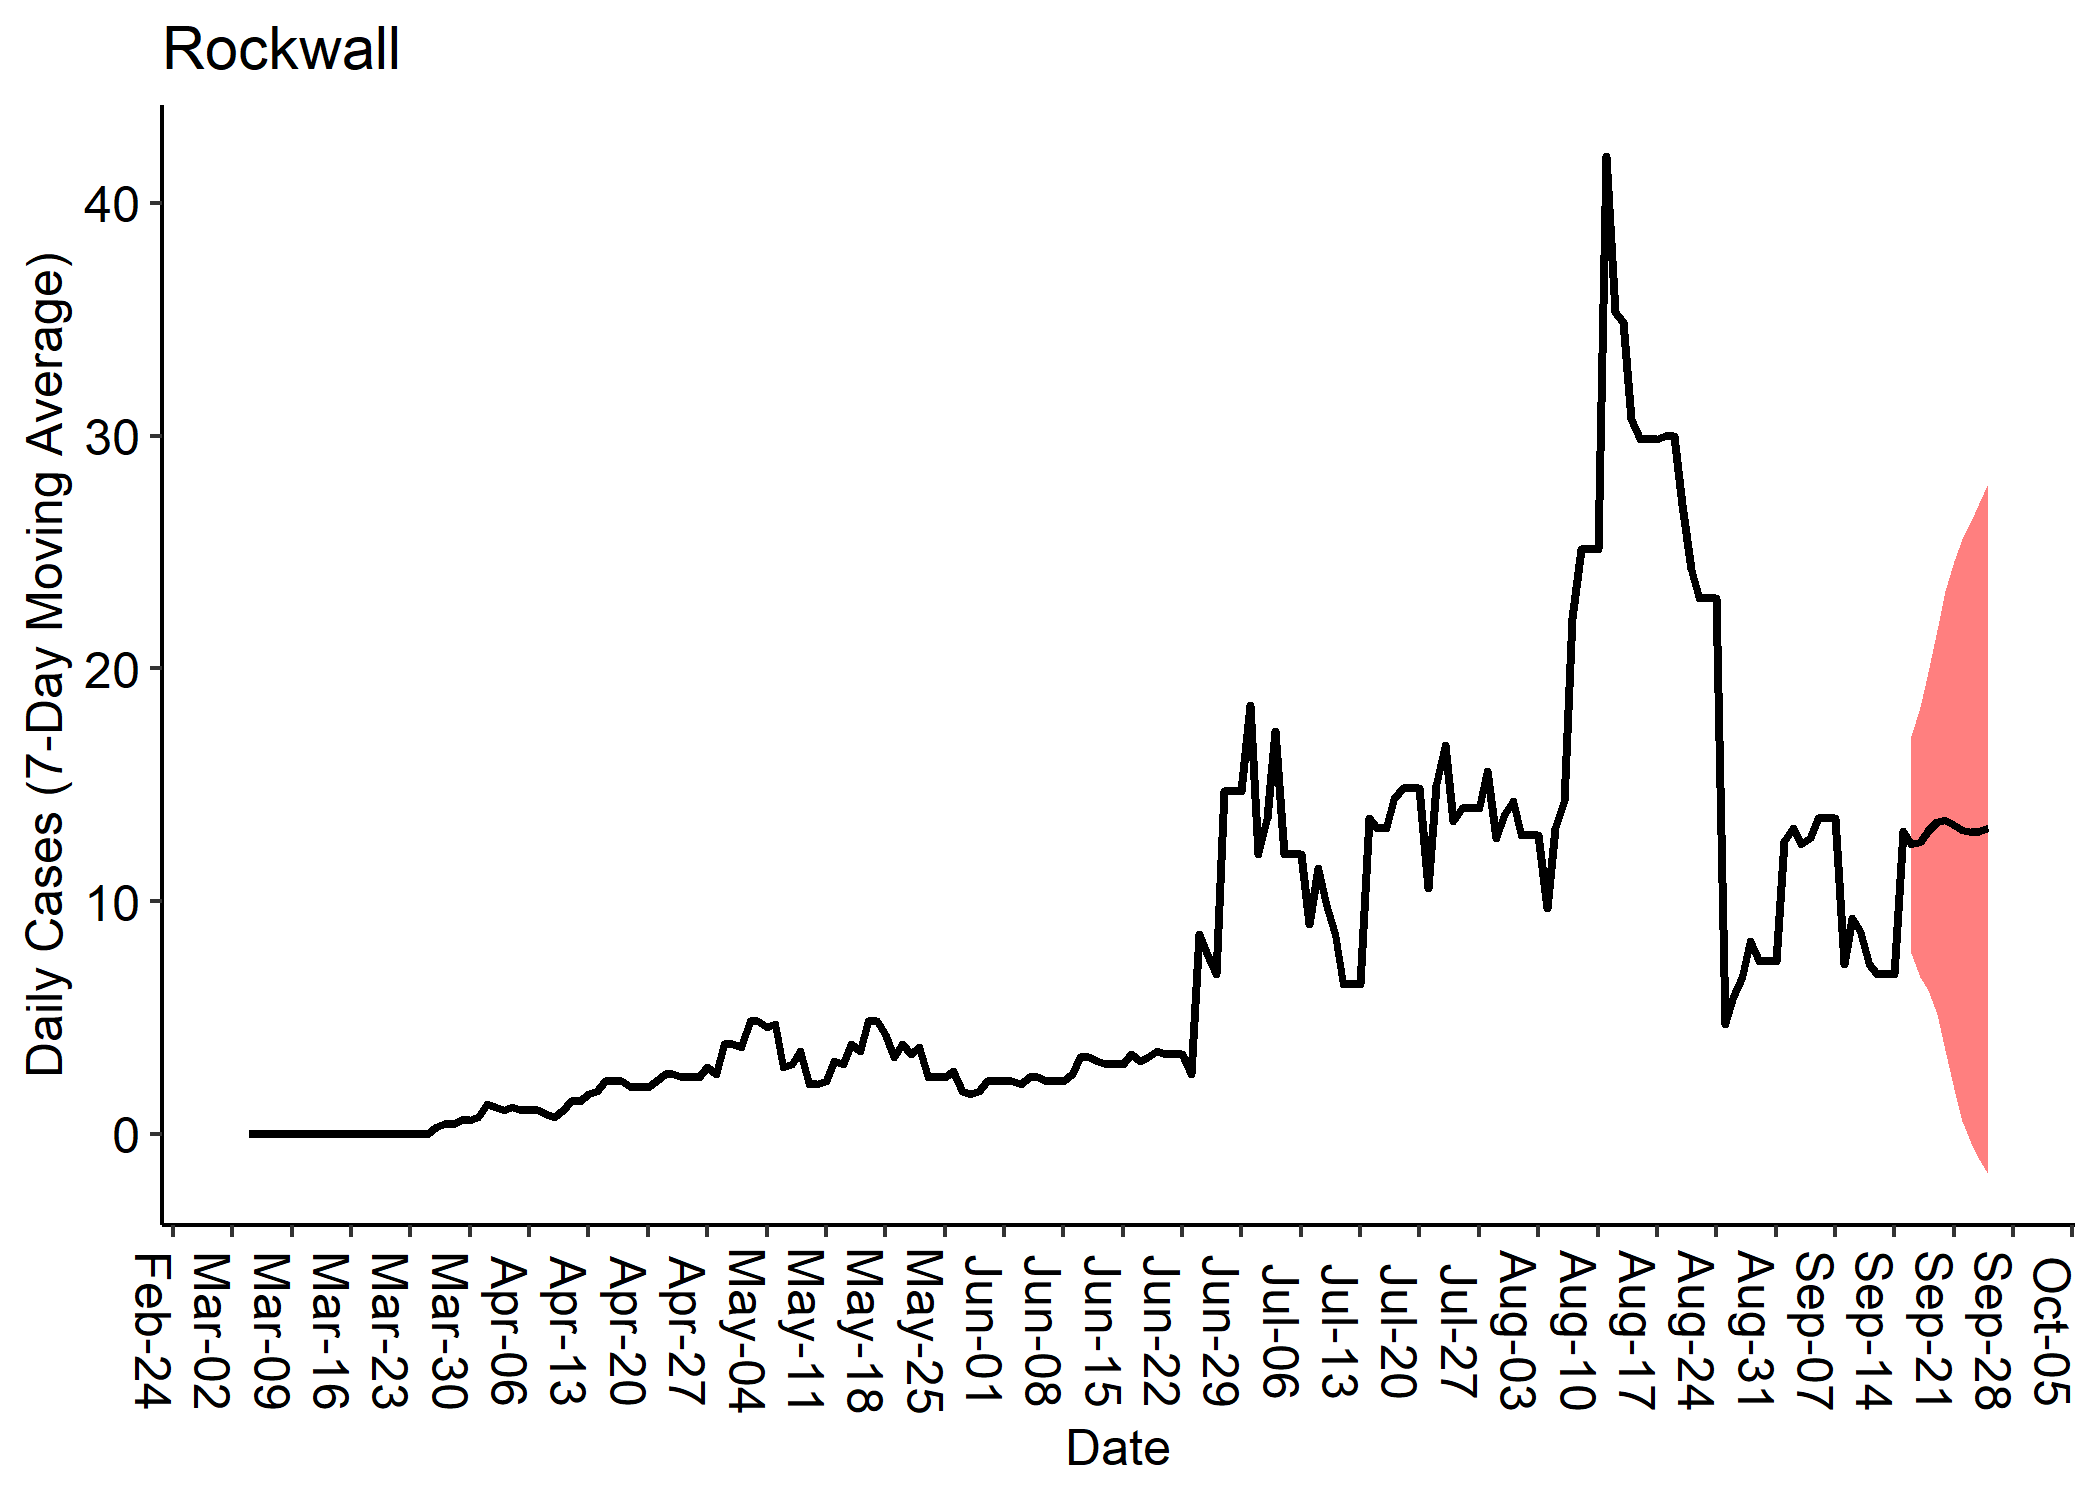 Rockwall
Daily Cases (7-Day Moving Average)
40
30
20
10
0
Feb-24
Mar-02
Mar-09
Mar-16
Mar-23
Mar-30
Apr-06
Apr-13
Apr-20
Apr-27
May-04
May-11
May-18
May-25
Jun-01
Jun-08
Jun-15
Jun-22
Jun-29
Jul-06
Jul-13
Jul-20
Jul-27
Aug-03
Aug-10
Aug-17
Aug-24
Aug-31
Sep-07
Sep-14
Sep-21
Sep-28
Oct-05
Date